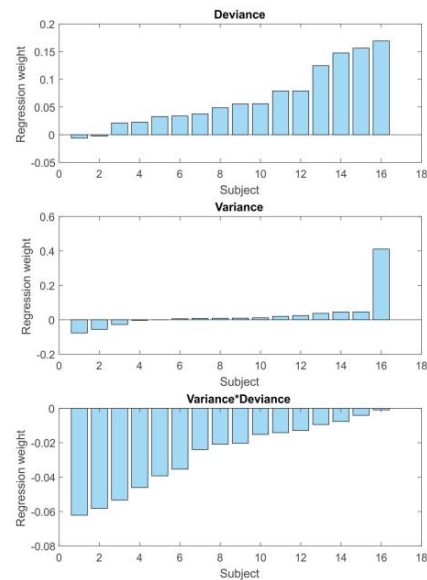 Deviance
Regression weight
0.2
0.15
0.1
0.05
0
-0.05
0 2 4 6 8 10 12 14 16 18
Subject
Variance
Regression weight
0.6
0.4
0.2
0
-0.2
0 2 4 6 8 10 12 14 16 18
Subject
Variance*Deviance
Regression weight
0
-0.02
-0.04
-0.06
-0.08
0 2 4 6 8 10 12 14 16 18
Subject